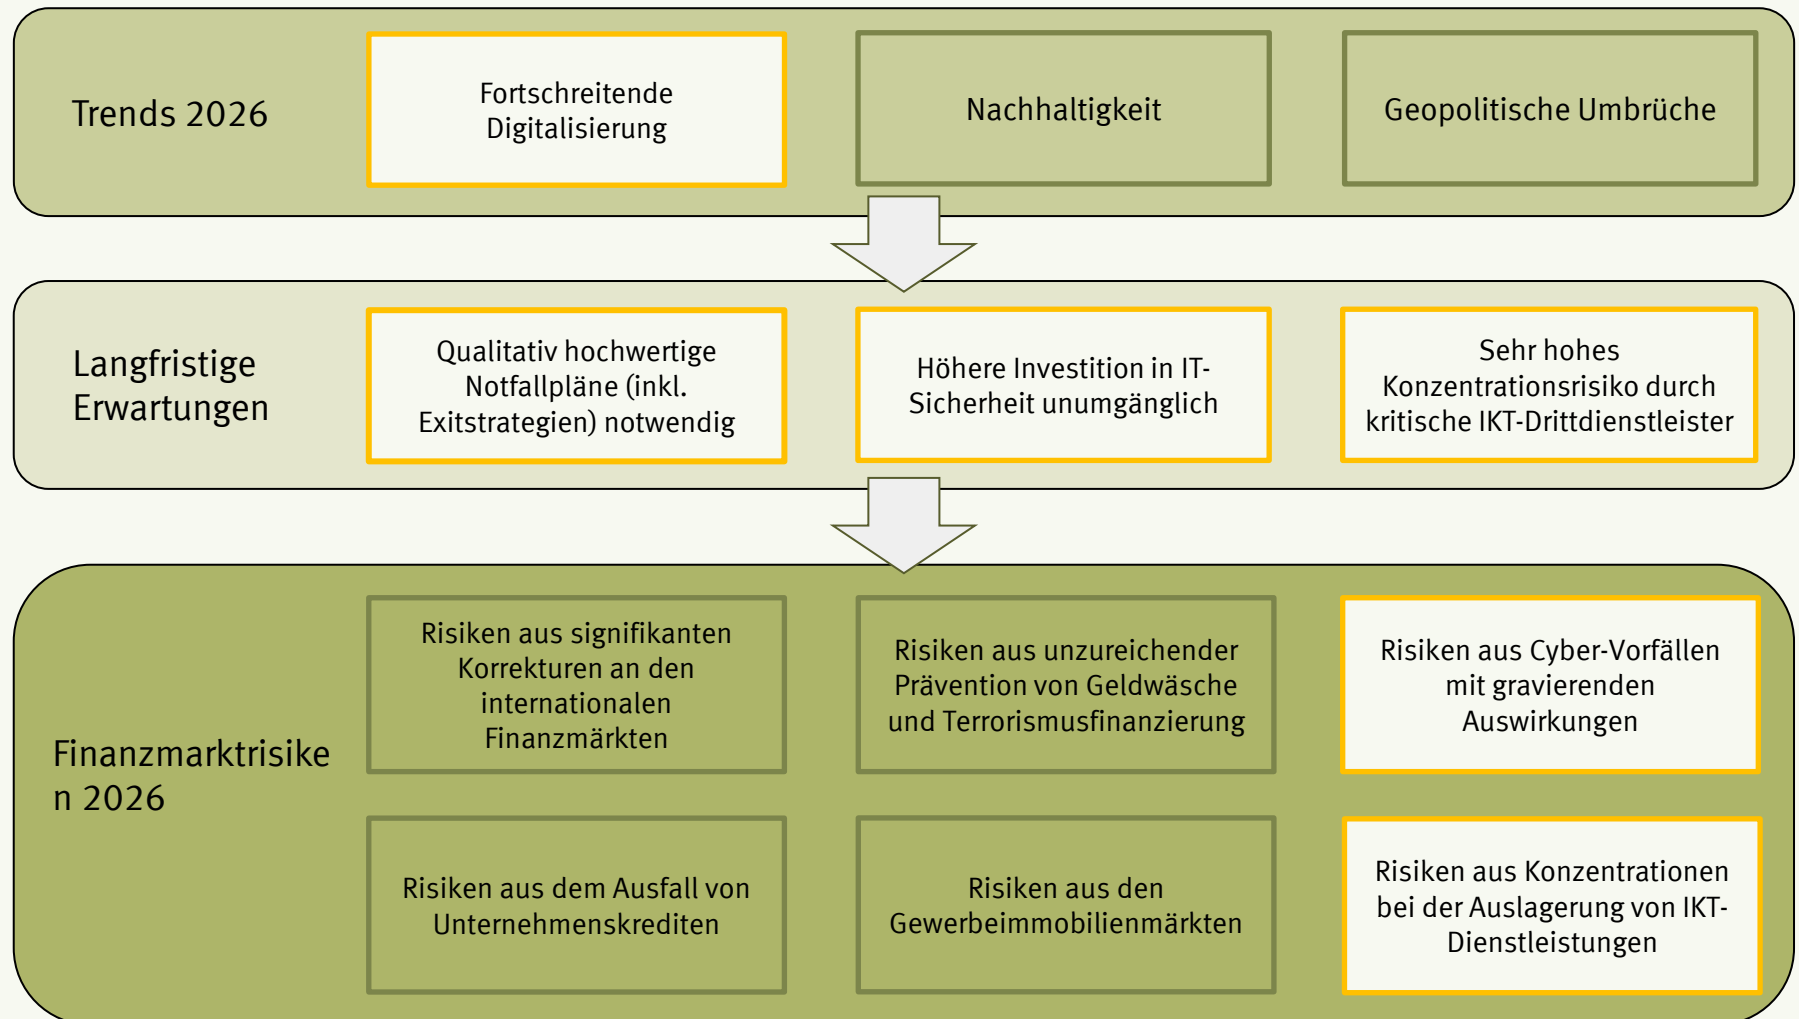 Trends 2026
Fortschreitende
Digitalisierung
Nachhaltigkeit
Geopolitische Umbrüche
Langfristige
Erwartungen
Qualitativ hochwertige
Notfallpläne (inkl.
Exitstrategien) notwendig
Höhere Investition in IT-
Sicherheit unumgänglich
Sehr hohes
Konzentrationsrisiko durch
kritische IKT-Drittdienstleister
Finanzmarktrisike
n 2026
Risiken aus signifikanten
Korrekturen an den
internationalen
Finanzmärkten
Risiken aus unzureichender
Prävention von Geldwäsche
und Terrorismusfinanzierung
Risiken aus Cyber-Vorfällen
mit gravierenden
Auswirkungen
Risiken aus dem Ausfall von
Unternehmenskrediten
Risiken aus den
Gewerbeimmobilienmärkten
Risiken aus Konzentrationen
bei der Auslagerung von IKT-
Dienstleistungen